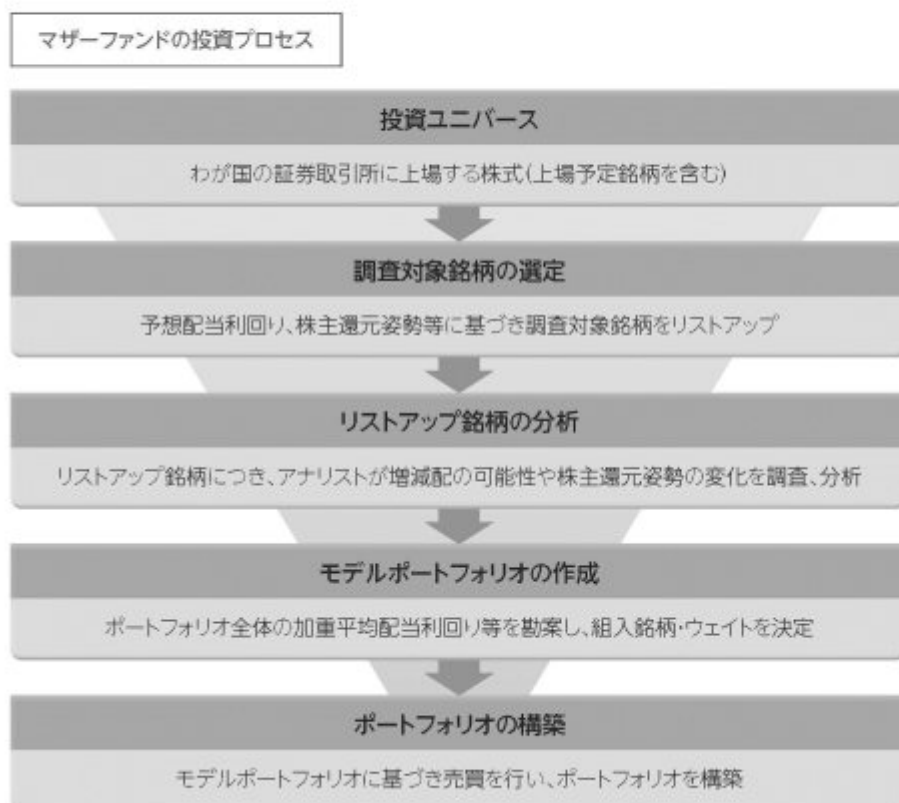 マザーファンドの投資プロセス
投資ユニバース
わが国の証券取引所に上場する株式(上場予定銘柄を含む)
調査対象銘柄の選定
予想配当利回り、株主還元姿勢等に基づき調査対象銘柄をリストアップ
リストアップ銘柄の分析
リストアップ銘柄につき、アナリストが増減配の可能性や株主還元姿勢の変化を調査、分析
モデルポートフォリオの作成
ポートフォリオ全体の加重平均配当利回り等を勘案し、組入銘柄・ウェイトを決定
ポートフォリオの構築
モデルポートフォリオに基づき売買を行い、ポートフォリオを構築